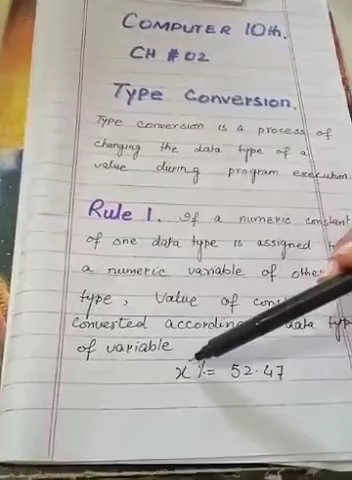 COMPUTER 10th.
CH # 02
Type Conversion.
Type conversion is a process of
changing the data type of a
value during program execution.
Rule 1. If a numeric constant
of one data type is assigned
a numeric variable of other
type, value of
converted according data type
of variable
x%= 52.47